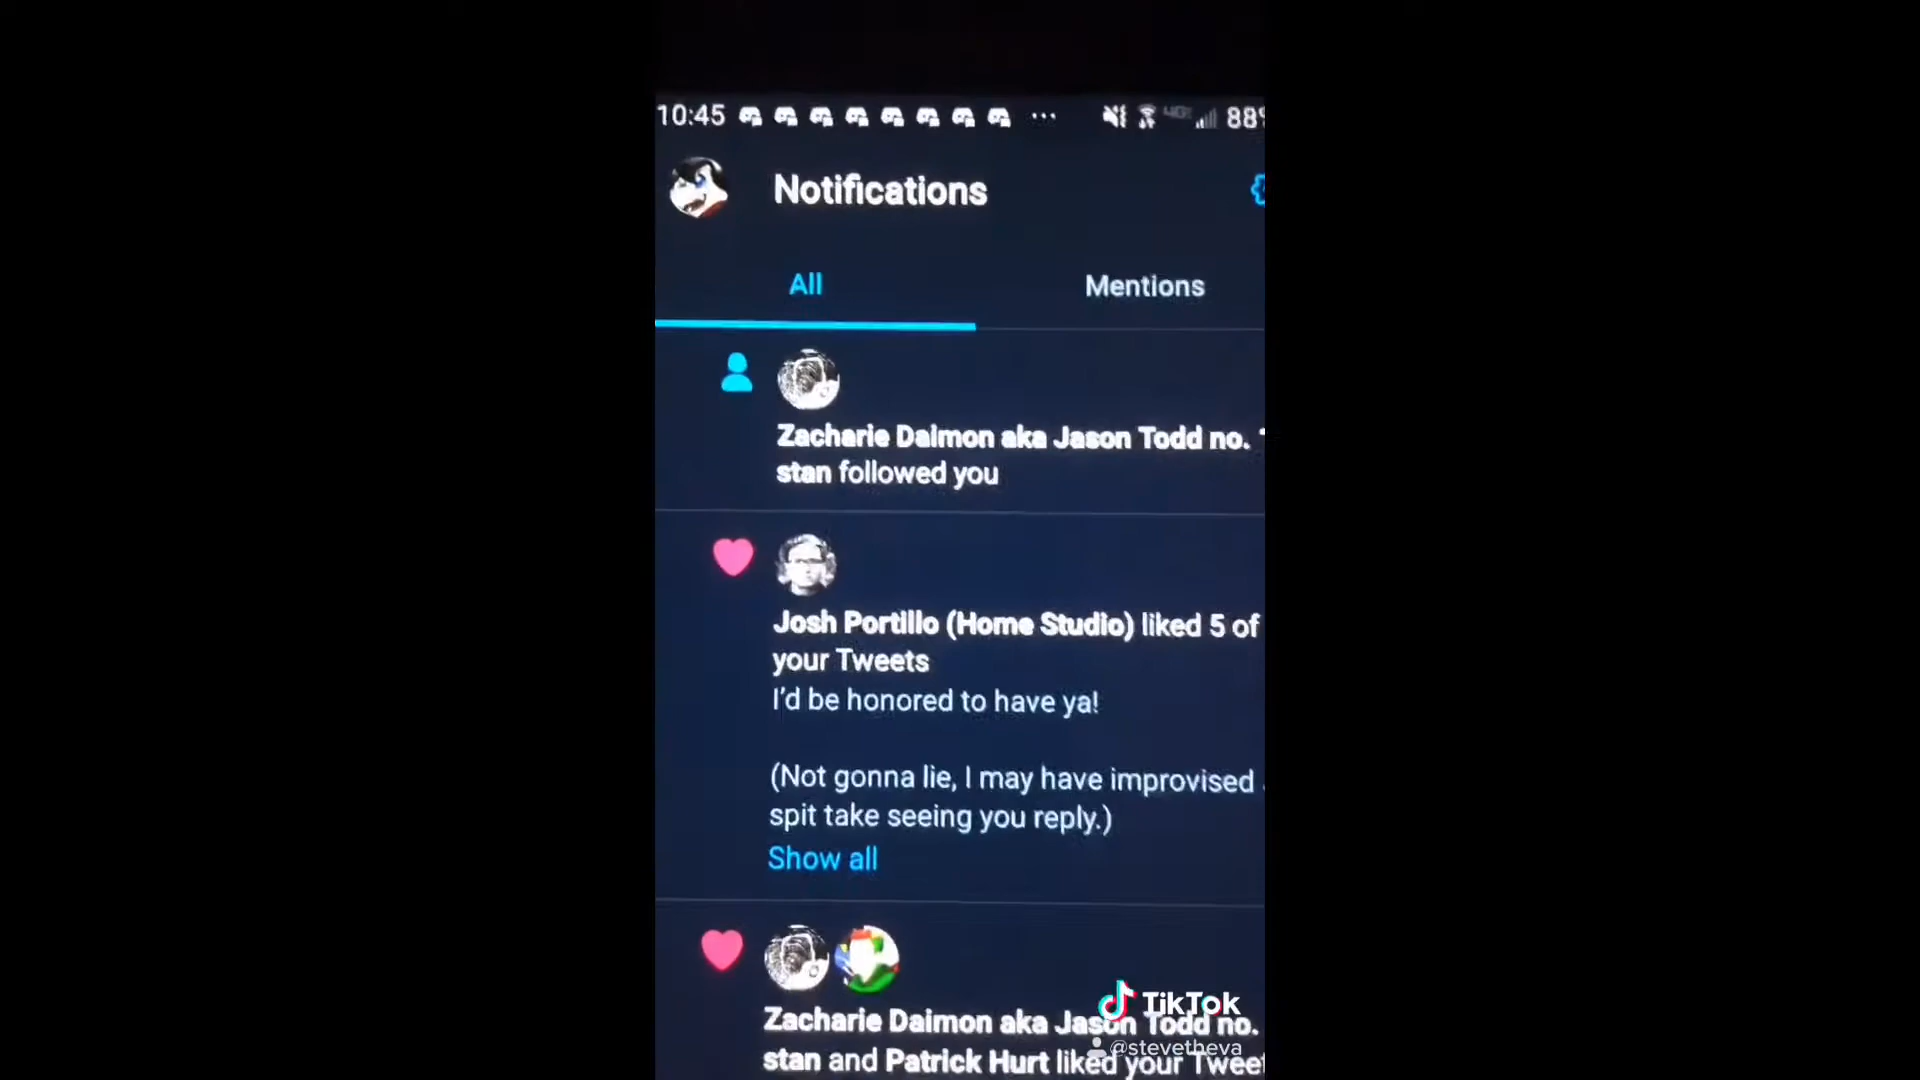 10:45 ... 4G 88%
Notifications
All Mentions
Zacharie Daimon aka Jason Todd no.
stan followed you
Josh Portillo (Home Studio) liked 5 of
your Tweets
I'd be honored to have ya!
(Not gonna lie, I may have improvised
spit take seeing you reply.)
Show all
Zacharie Daimon aka Jason Todd no.
stan and Patrick Hurt liked your Tweet
TikTok
@stevetheva